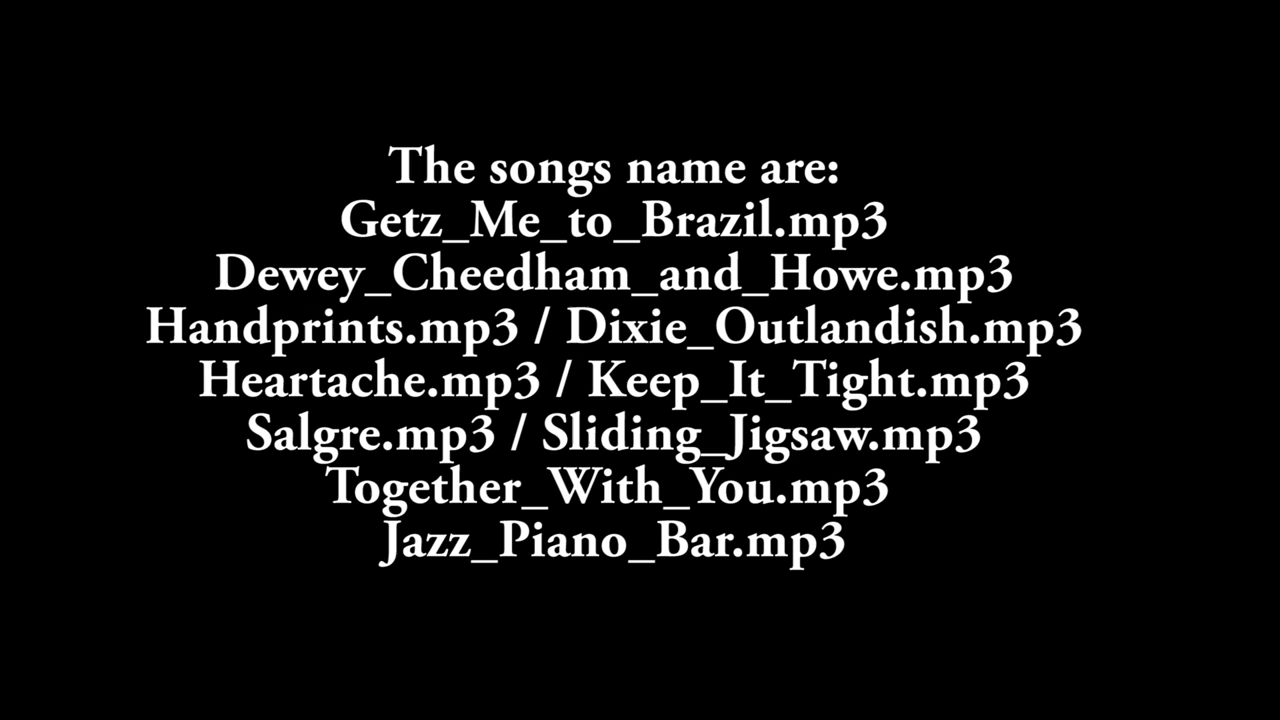 The songs name are:
Getz_Me_to_Brazil.mp3
Dewey_Cheedham_and_Howe.mp3
Handprints.mp3 / Dixie_Outlandish.mp3
Heartache.mp3 / Keep_It_Tight.mp3
Salgre.mp3 / Sliding_Jigsaw.mp3
Together_With_You.mp3
Jazz_Piano_Bar.mp3